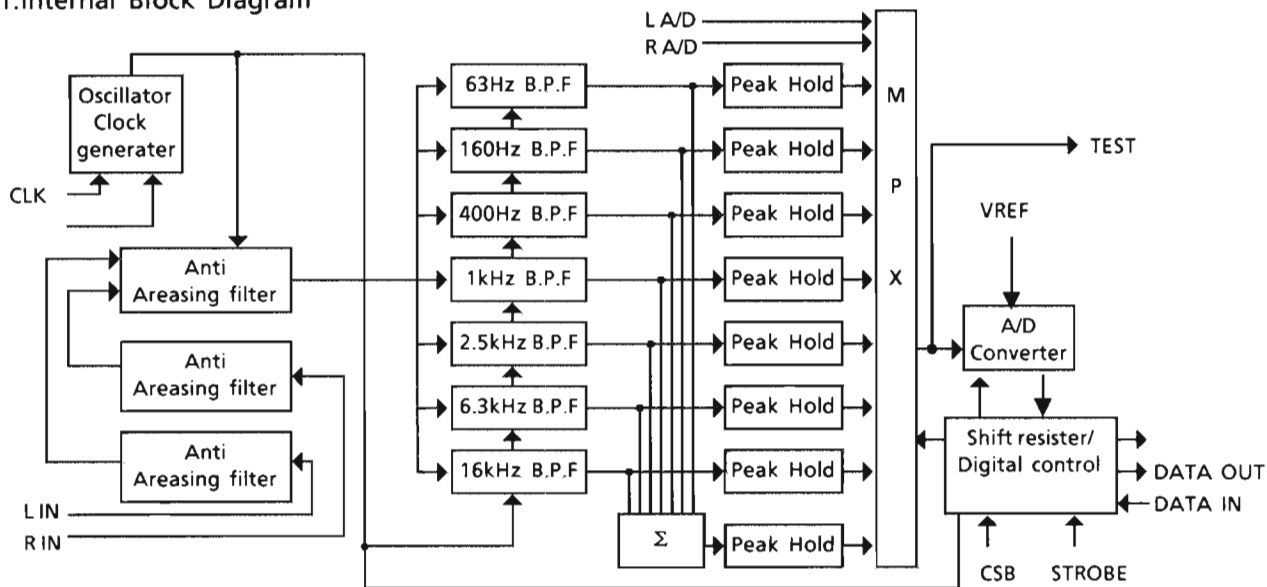 1.Internal Block Diagram
L A/D
R A/D
Oscillator
Clock
generater
CLK
Anti
Areasing filter
Anti
Areasing filter
Anti
Areasing filter
L IN
R IN
63Hz B.P.F
160Hz B.P.F
400Hz B.P.F
1kHz B.P.F
2.5kHz B.P.F
6.3kHz B.P.F
16kHz B.P.F
Σ
Peak Hold
Peak Hold
Peak Hold
Peak Hold
Peak Hold
Peak Hold
Peak Hold
Peak Hold
M
P
X
TEST
VREF
A/D
Converter
Shift resister/
Digital control
DATA OUT
DATA IN
CSB
STROBE